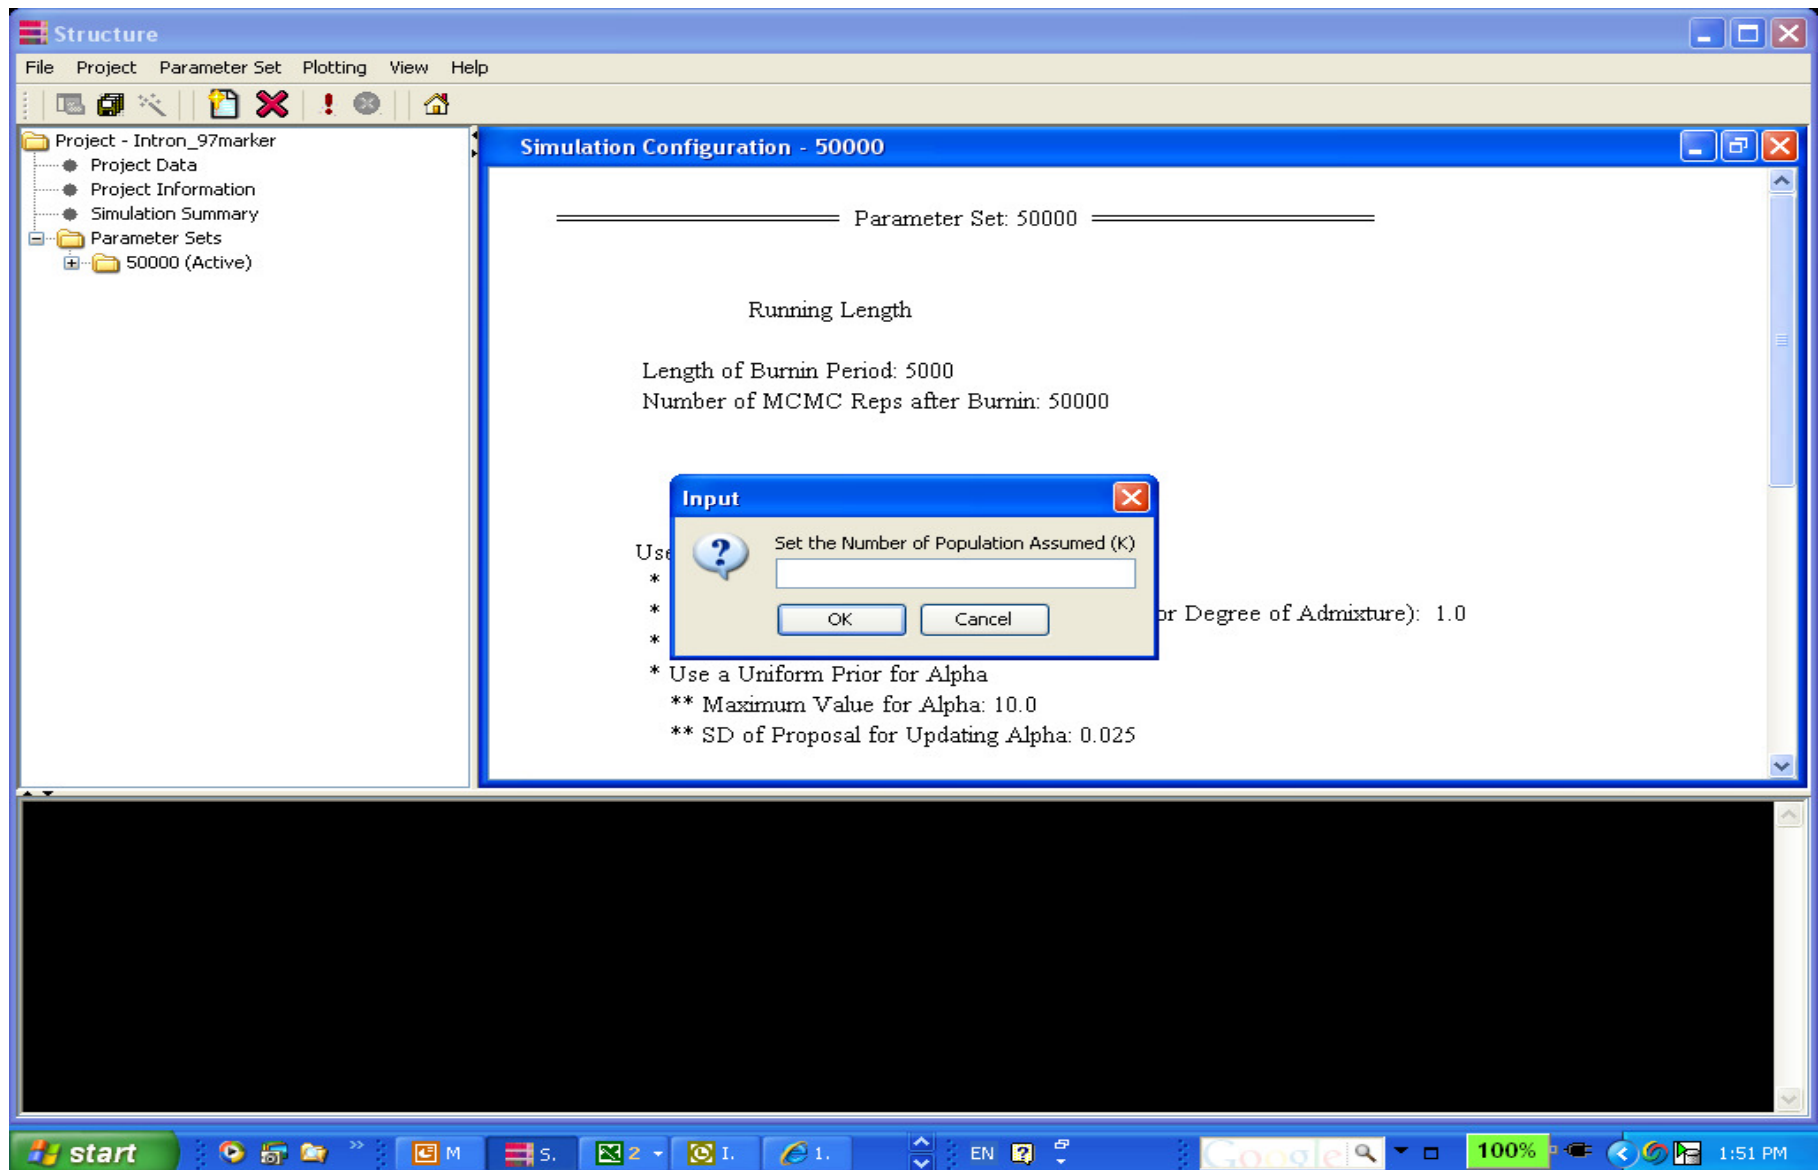 Structure
File Project Parameter Set Plotting View Help
Project - Intron_97marker
Project Data
Project Information
Simulation Summary
Parameter Sets
50000 (Active)
Simulation Configuration - 50000
Parameter Set: 50000
Running Length
Length of Burnin Period: 5000
Number of MCMC Reps after Burnin: 50000
Input
Set the Number of Population Assumed (K)
OK Cancel
*
* or Degree of Admixture): 1.0
*
* Use a Uniform Prior for Alpha
** Maximum Value for Alpha: 10.0
** SD of Proposal for Updating Alpha: 0.025
start M S. 2 I. 1. EN Google 100% 1:51 PM